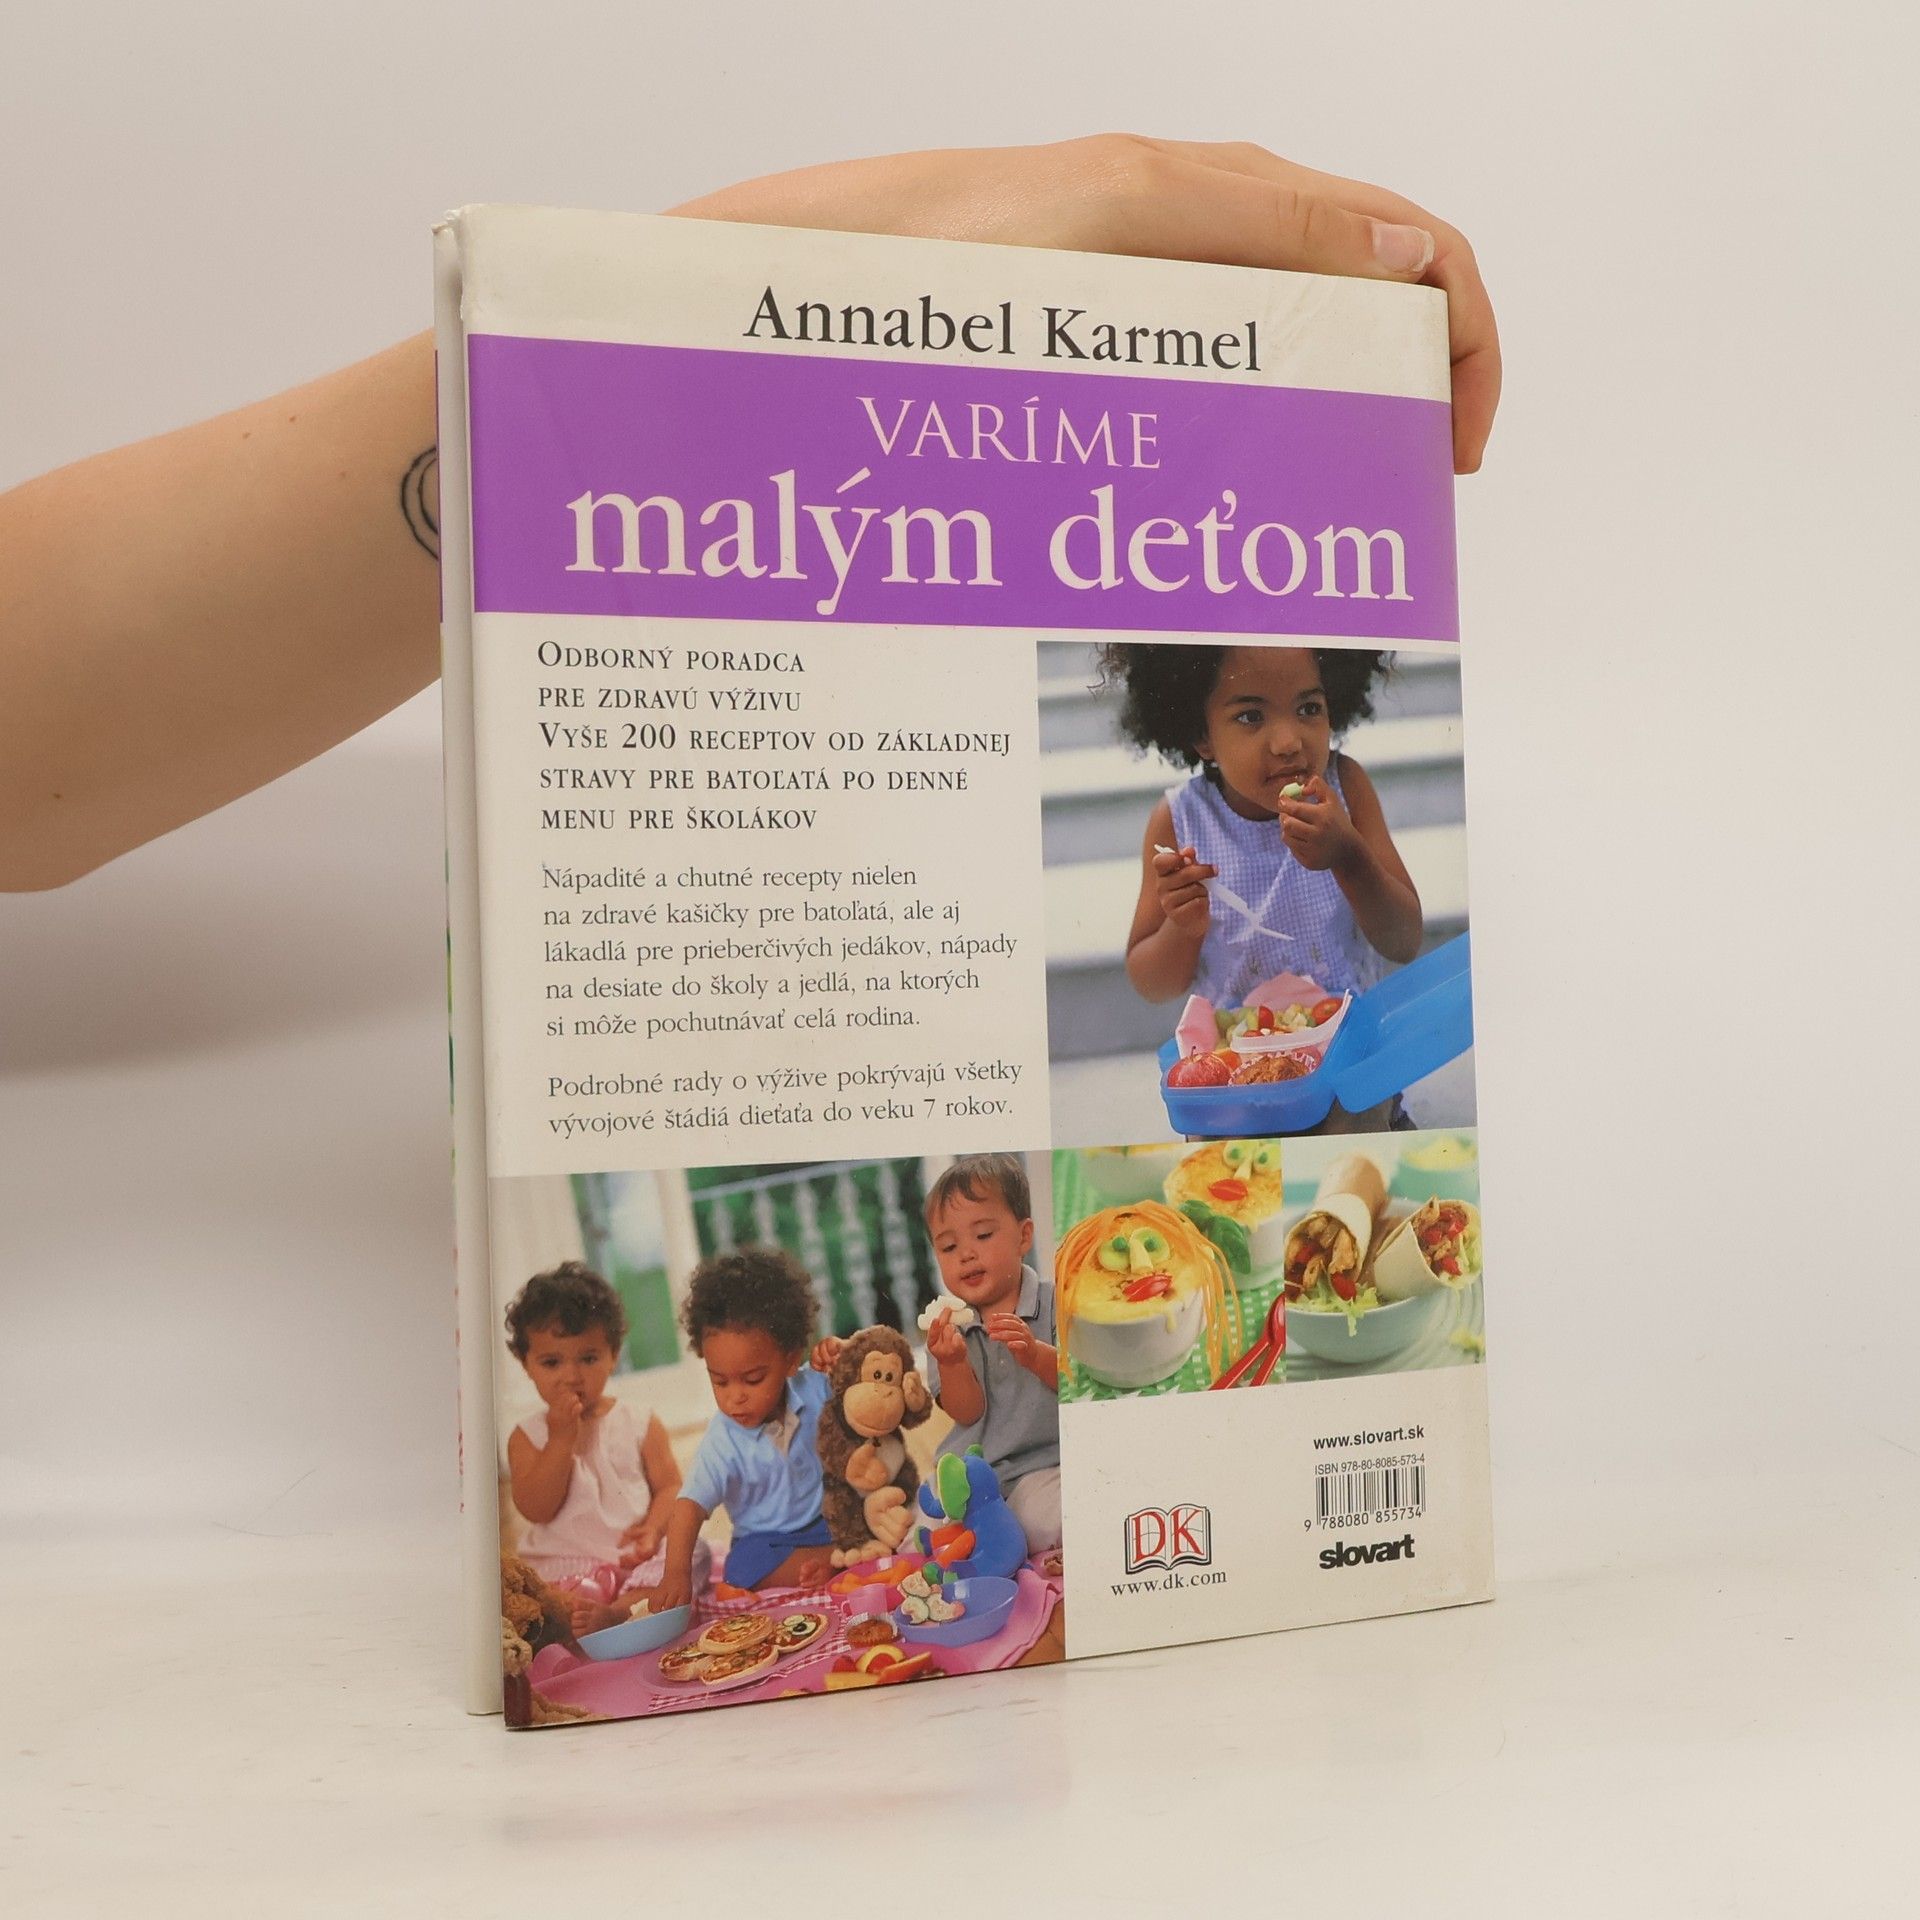 Annabel Karmel
VARÍME
malým deťom
ODBORNÝ PORADCA
PRE ZDRAVÚ VÝŽIVU
VYŠE 200 RECEPTOV OD ZÁKLADNEJ
STRAVY PRE BATOĽATÁ PO DENNÉ
MENU PRE ŠKOLÁKOV
Nápadité a chutné recepty nielen
na zdravé kašičky pre batoľatá, ale aj
lákadlá pre prieberčivých jedákov, nápady
na desiate do školy a jedlá, na ktorých
si môže pochutnávať celá rodina.
Podrobné rady o výžive pokrývajú všetky
vývojové štádiá dieťaťa do veku 7 rokov.
www.slovart.sk
ISBN 978-80-8085-573-4
9 788080 855734
slovart
DK
www.dk.com